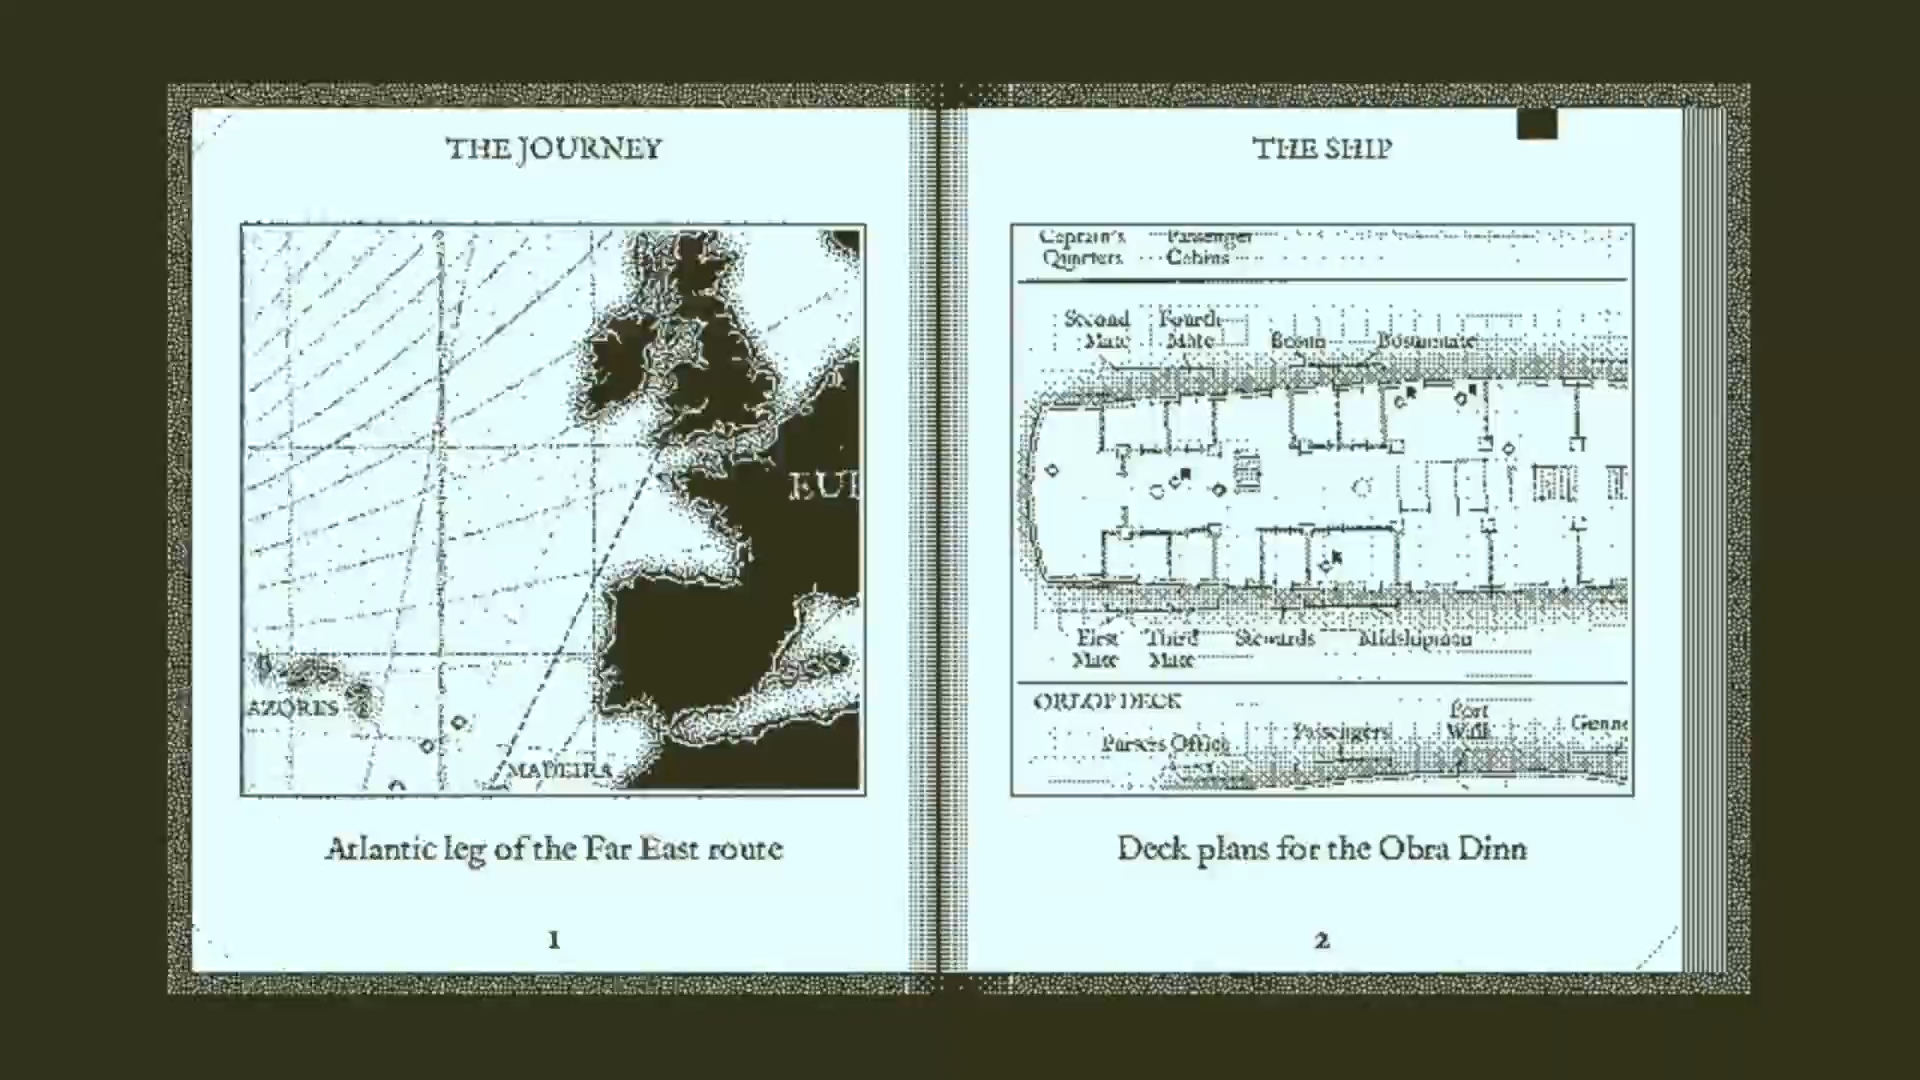 THE JOURNEY
EUR
AZORES
MADEIRA
Atlantic leg of the Far East route
1
THE SHIP
Captain's Passenger
Quarters Cabins
Second Fourth
Mate Mate Bosun Bosunmate
First Third Stewards Midshipman
Mate Mate
ORLOP DECK
Pursers Office Passengers Port
Walk Gunne
Deck plans for the Obra Dinn
2